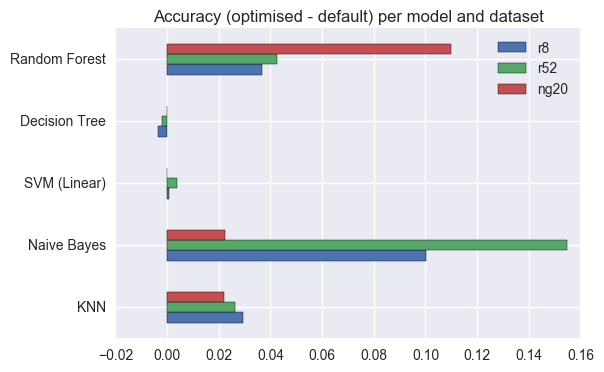 Accuracy (optimised - default) per model and dataset
Random Forest
Decision Tree
SVM (Linear)
Naive Bayes
KNN
r8
r52
ng20
−0.02 0.00 0.02 0.04 0.06 0.08 0.10 0.12 0.14 0.16